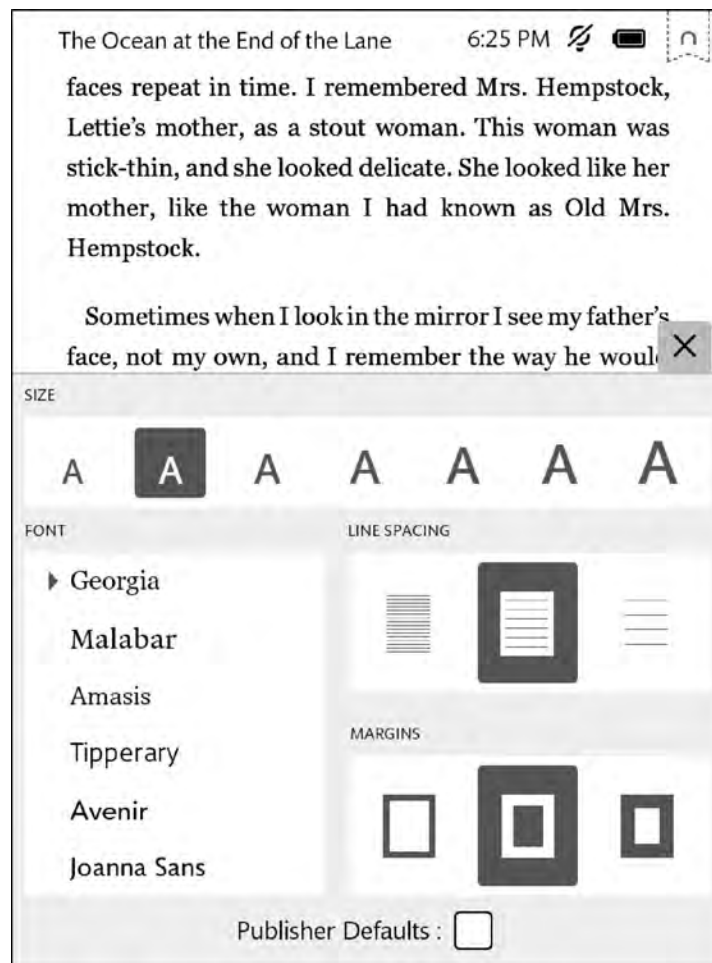 The Ocean at the End of the Lane 6:25 PM
faces repeat in time. I remembered Mrs. Hempstock,
Lettie’s mother, as a stout woman. This woman was
stick-thin, and she looked delicate. She looked like her
mother, like the woman I had known as Old Mrs.
Hempstock.
Sometimes when I look in the mirror I see my father’s
face, not my own, and I remember the way he would
SIZE
A A A A A A A
FONT
Georgia
Malabar
Amasis
Tipperary
Avenir
Joanna Sans
LINE SPACING
MARGINS
Publisher Defaults :